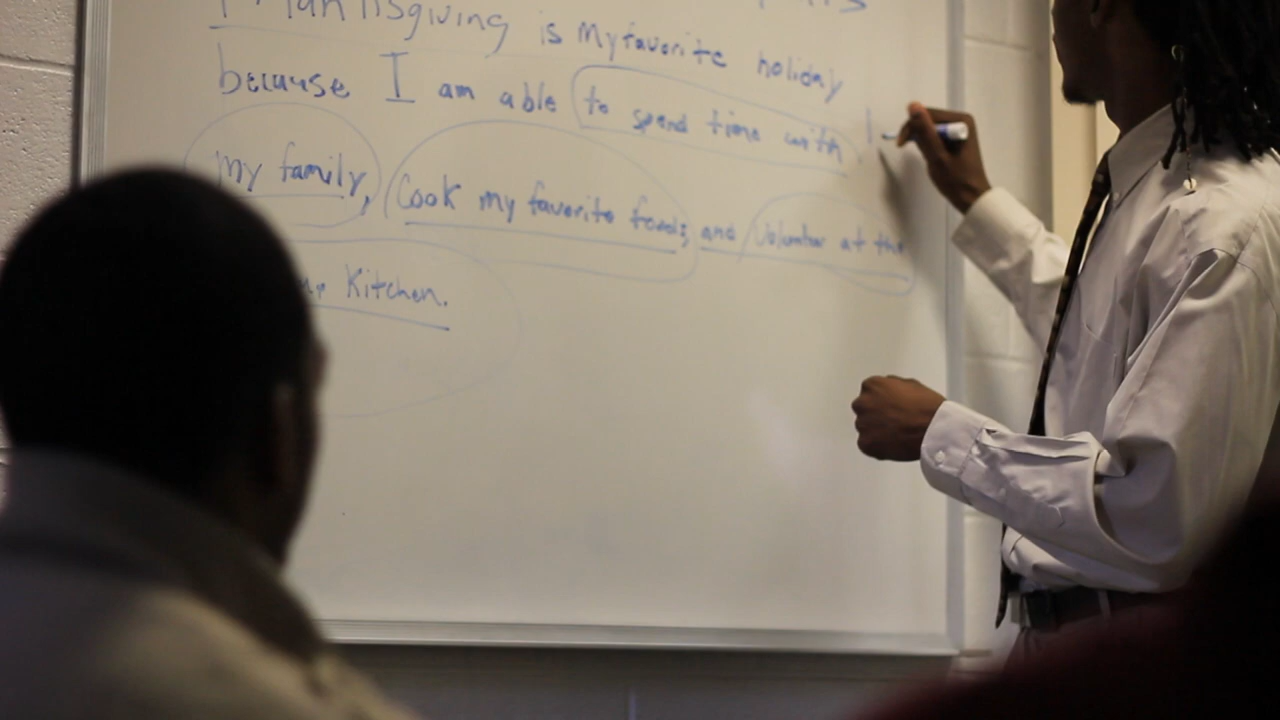 Thanksgiving is my favorite holiday
because I am able to spend time with
my family, Cook my favorite foods, and volunter at the
Kitchen.